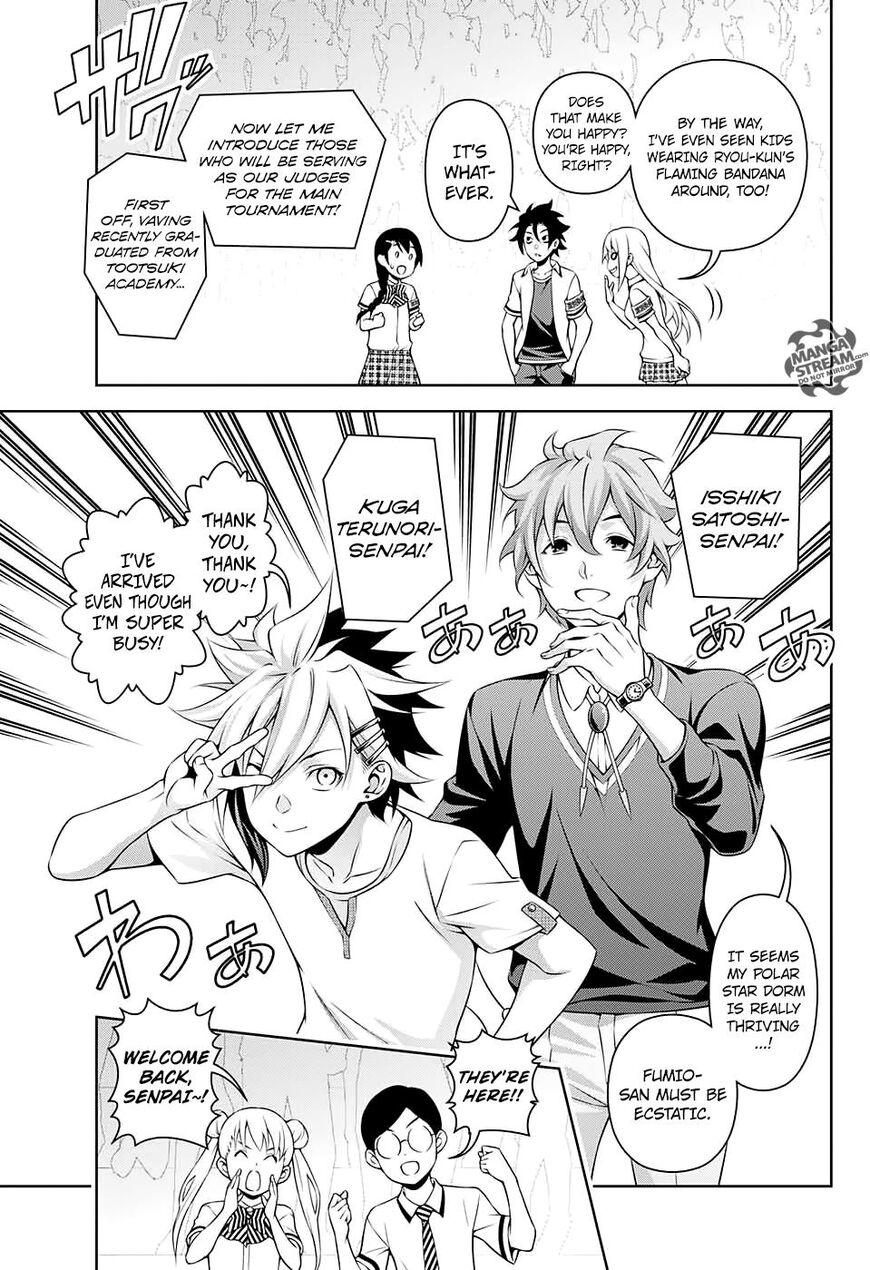 BY THE WAY,
I'VE EVEN SEEN KIDS
WEARING RYOU-KUN'S
FLAMING BANDANA
AROUND, TOO!
DOES
THAT MAKE
YOU HAPPY?
YOU'RE HAPPY,
RIGHT?
IT'S
WHAT-
EVER.
NOW LET ME
INTRODUCE THOSE
WHO WILL BE SERVING
AS OUR JUDGES
FOR THE MAIN
TOURNAMENT!
FIRST
OFF, VAVING
RECENTLY GRA-
DUATED FROM
TOOTSUKI
ACADEMY...
ザッ
MANGA
STREAM.com
DO NOT MIRROR.
ISSHIKI
SATOSHI-
SENPAI!
KUGA
TERUNORI-
SENPAI!
THANK
YOU,
THANK
YOU~!
I'VE
ARRIVED
EVEN THOUGH
I'M SUPER
BUSY!
わぁ
ぁぁ
ぁぁ
IT SEEMS
MY POLAR
STAR DORM
IS REALLY
THRIVING
...!
FUMIO-
SAN MUST BE
ECSTATIC.
THEY'RE
HERE!!
WELCOME
BACK,
SENPAI~!